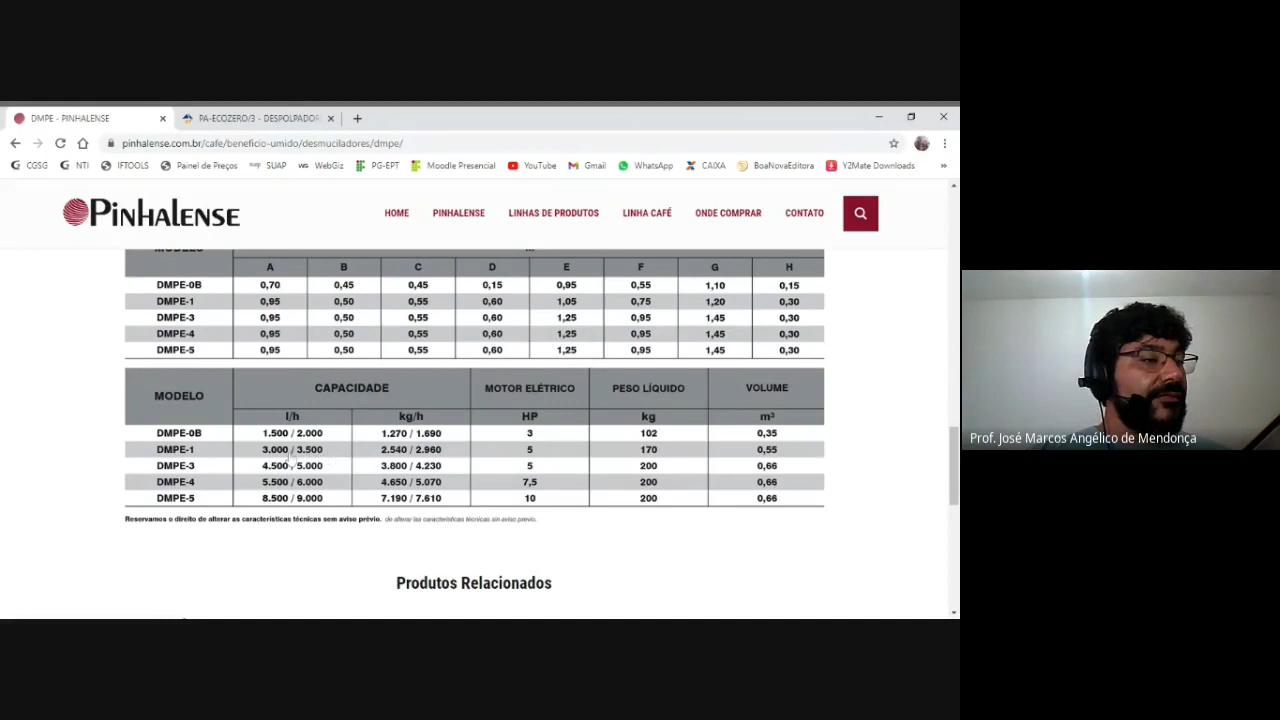 DMPE - PINHALENSE
PA-ECOZERO/3 - DESPOLPADOR
pinhalense.com.br/cafe/beneficio-umido/desmuciladores/dmpe/
CGSG NTI IFTOOLS Painel de Preços SUAP WebGiz PG-EPT Moodle Presencial YouTube Gmail WhatsApp CAIXA BoaNovaEditora Y2Mate Downloads »
PINHALENSE
HOME PINHALENSE LINHAS DE PRODUTOS LINHA CAFÉ ONDE COMPRAR CONTATO
MODELO m
A B C D E F G H
DMPE-0B 0,70 0,45 0,45 0,15 0,95 0,55 1,10 0,15
DMPE-1 0,95 0,50 0,55 0,60 1,05 0,75 1,20 0,30
DMPE-3 0,95 0,50 0,55 0,60 1,25 0,95 1,45 0,30
DMPE-4 0,95 0,50 0,55 0,60 1,25 0,95 1,45 0,30
DMPE-5 0,95 0,50 0,55 0,60 1,25 0,95 1,45 0,30
MODELO CAPACIDADE MOTOR ELÉTRICO PESO LÍQUIDO VOLUME
l/h kg/h HP kg m³
DMPE-0B 1.500 / 2.000 1.270 / 1.690 3 102 0,35
DMPE-1 3.000 / 3.500 2.540 / 2.960 5 170 0,55
DMPE-3 4.500 / 5.000 3.800 / 4.230 5 200 0,66
DMPE-4 5.500 / 6.000 4.650 / 5.070 7,5 200 0,66
DMPE-5 8.500 / 9.000 7.190 / 7.610 10 200 0,66
Reservamos o direito de alterar as características técnicas sem aviso prévio. de alterar las características técnicas sin aviso previo.
Produtos Relacionados
Prof. José Marcos Angélico de Mendonça